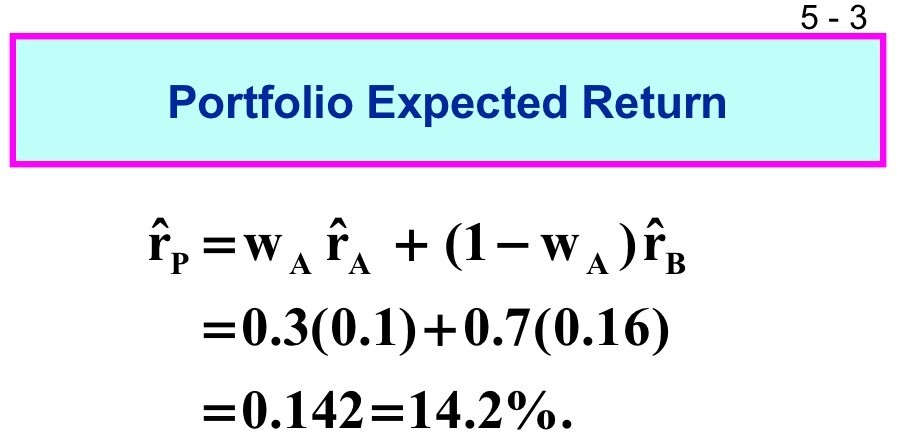 5 - 3
Portfolio Expected Return
r̂P = wA r̂A + (1 − wA)r̂B
=0.3(0.1)+0.7(0.16)
=0.142=14.2%.